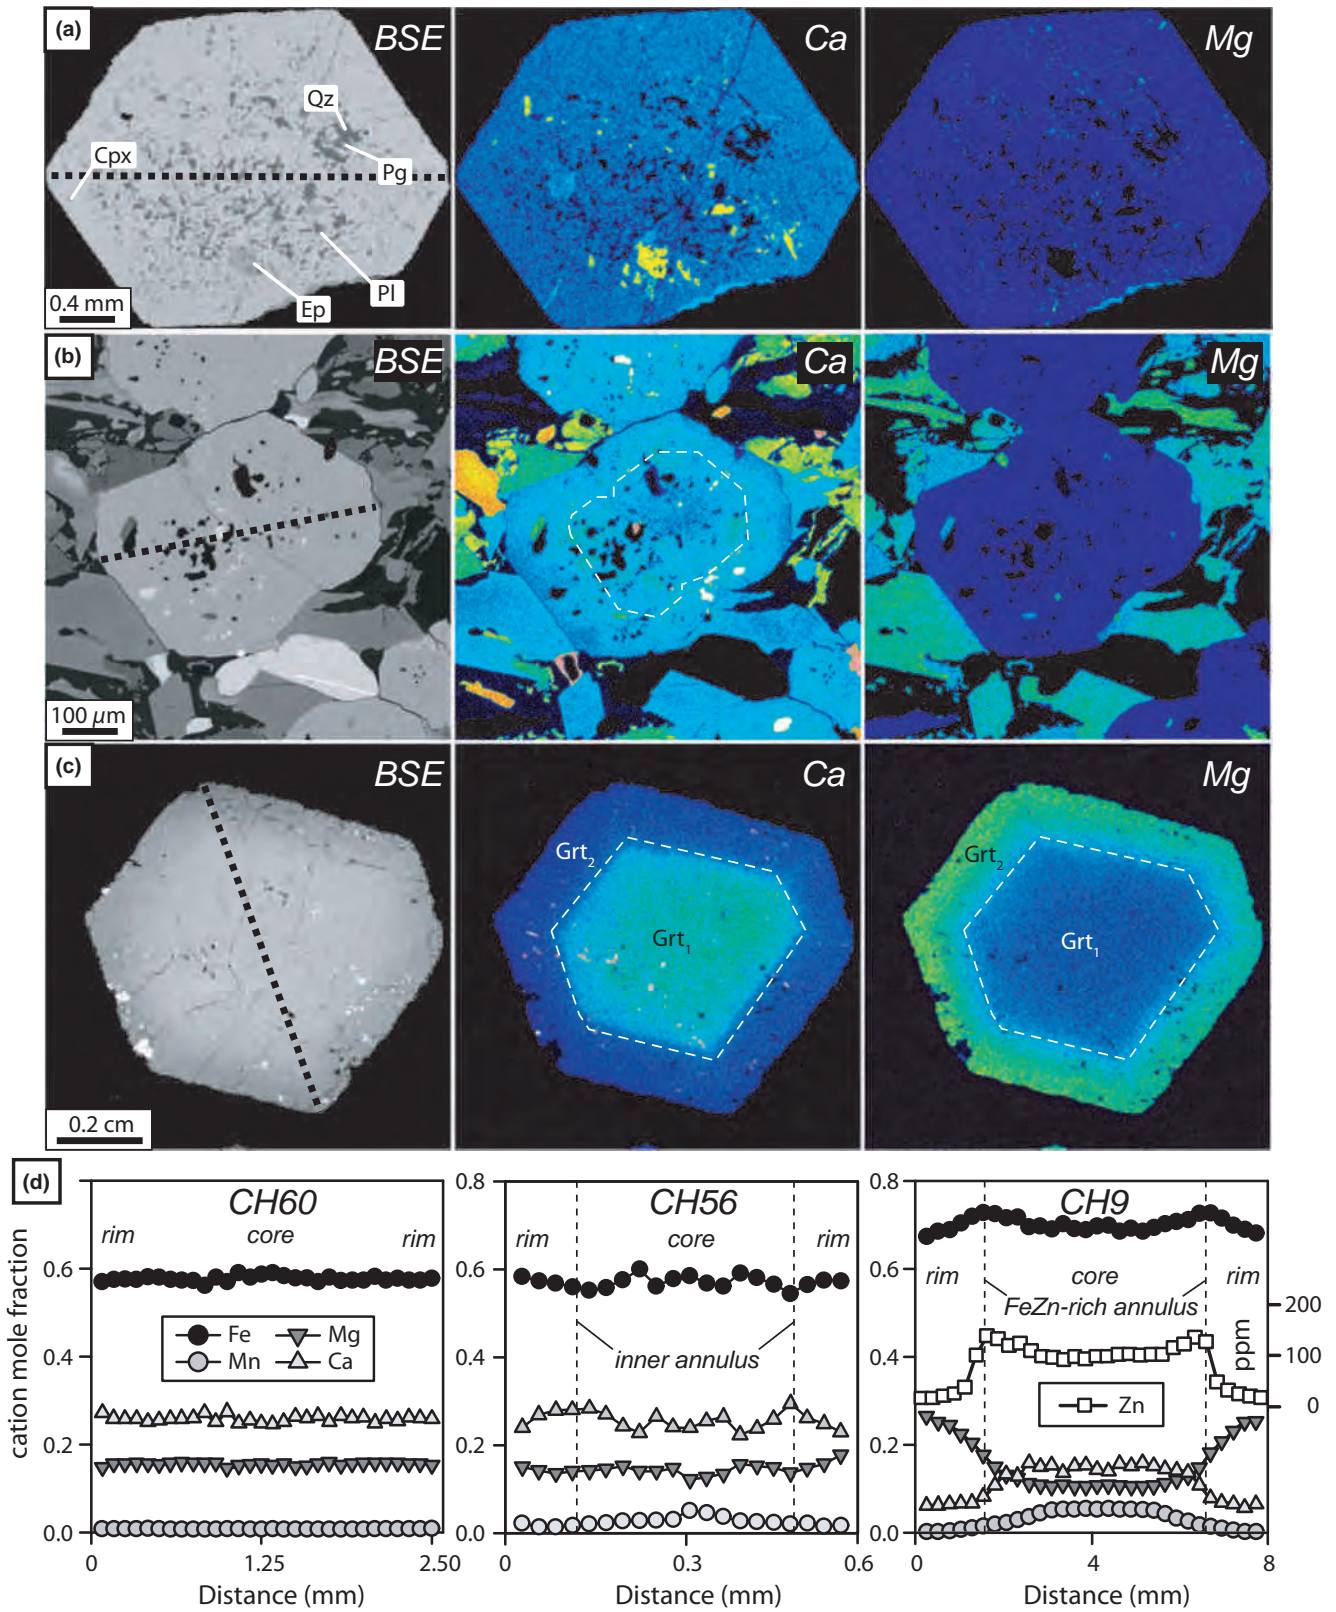 (a) BSE Ca Mg
Qz
Cpx
Pg
Pl
Ep
0.4 mm
(b) BSE Ca Mg
100 µm
(c) BSE Ca Mg
Grt2 Grt2
Grt1 Grt1
0.2 cm
(d)
cation mole fraction
0.6
0.4
0.2
0.0
CH60
rim core rim
Fe Mg
Mn Ca
0 1.25 2.50
Distance (mm)
0.8
0.6
0.4
0.2
0.0
CH56
rim core rim
inner annulus
0 0.3 0.6
Distance (mm)
0.8
0.6
0.4
0.2
0.0
CH9
rim core rim
FeZn-rich annulus
Zn
200
100
0
ppm
0 4 8
Distance (mm)